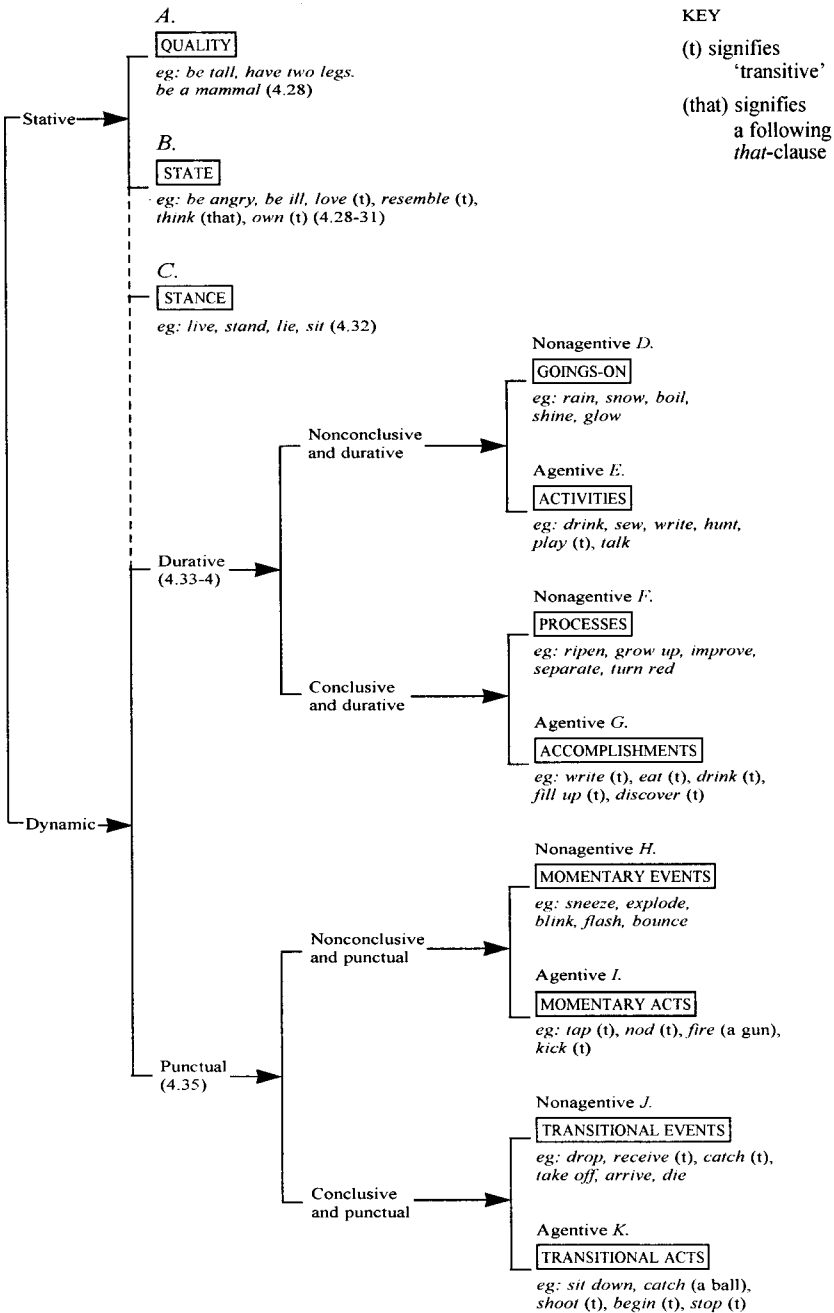 A.
QUALITY
eg: be tall, have two legs.
be a mammal (4.28)
KEY
(t) signifies
'transitive'
(that) signifies
a following
that-clause
Stative
B.
STATE
eg: be angry, be ill, love (t), resemble (t),
think (that), own (t) (4.28-31)
C.
STANCE
eg: live, stand, lie, sit (4.32)
Nonagentive D.
GOINGS-ON
eg: rain, snow, boil,
shine, glow
Nonconclusive
and durative
Agentive E.
ACTIVITIES
eg: drink, sew, write, hunt,
play (t), talk
Durative
(4.33-4)
Nonagentive F.
PROCESSES
eg: ripen, grow up, improve,
separate, turn red
Conclusive
and durative
Agentive G.
ACCOMPLISHMENTS
eg: write (t), eat (t), drink (t),
fill up (t), discover (t)
Dynamic
Nonagentive H.
MOMENTARY EVENTS
eg: sneeze, explode,
blink, flash, bounce
Nonconclusive
and punctual
Agentive I.
MOMENTARY ACTS
eg: tap (t), nod (t), fire (a gun),
kick (t)
Punctual
(4.35)
Nonagentive J.
TRANSITIONAL EVENTS
eg: drop, receive (t), catch (t),
take off, arrive, die
Conclusive
and punctual
Agentive K.
TRANSITIONAL ACTS
eg: sit down, catch (a ball),
shoot (t), begin (t), stop (t)